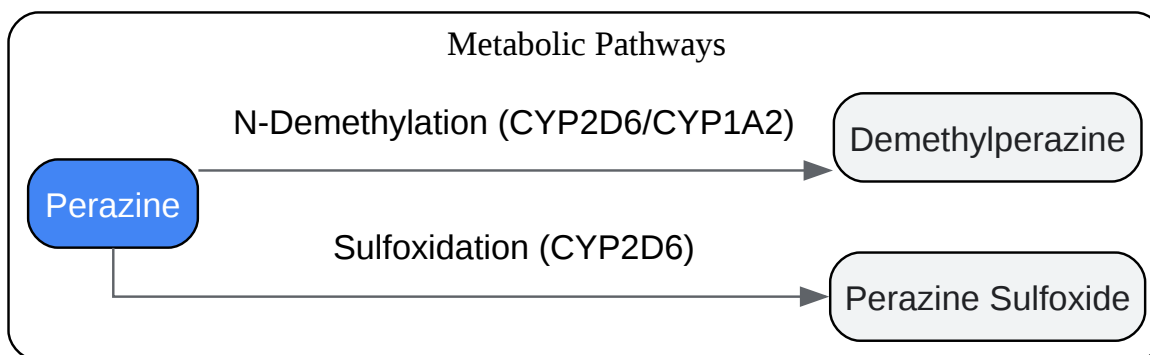 Metabolic Pathways
N-Demethylation (CYP2D6/CYP1A2)
Demethylperazine
Perazine
Sulfoxidation (CYP2D6)
Perazine Sulfoxide